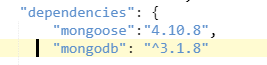 "dependencies": {
"mongoose":"4.10.8",
"mongodb": "^3.1.8"